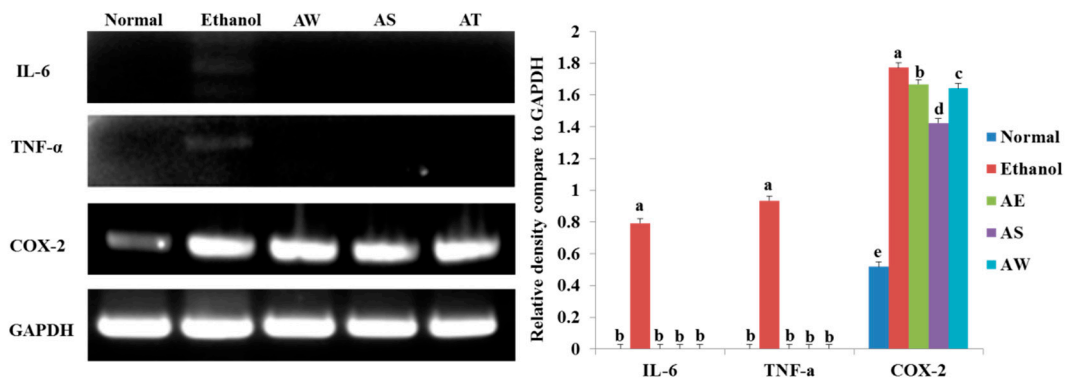 Normal Ethanol AW AS AT
IL-6
TNF-α
COX-2
GAPDH
Relative density compare to GAPDH
2
1.8
1.6
1.4
1.2
1
0.8
0.6
0.4
0.2
0
b a b b b
b a b b b
e a b d c
IL-6 TNF-a COX-2
Normal
Ethanol
AE
AS
AW